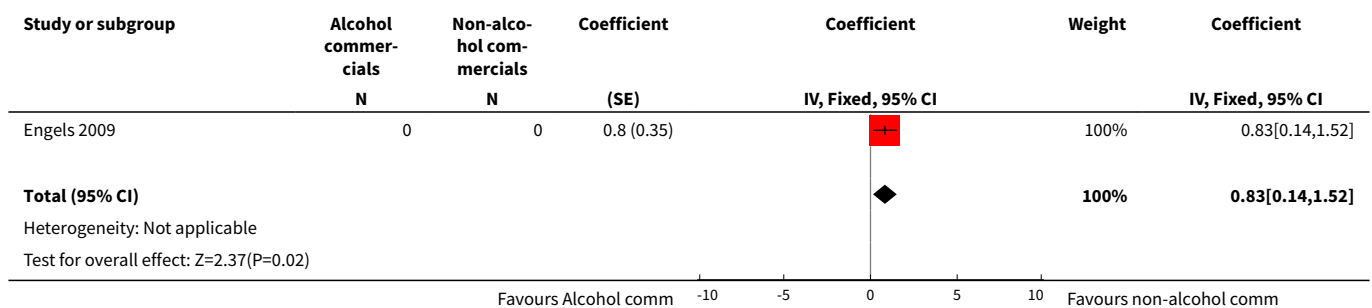 Study or subgroup Alcohol Non-alco- Coefficient Coefficient Weight Coefficient
commer- hol com-
cials mercials
N N (SE) IV, Fixed, 95% CI IV, Fixed, 95% CI
Engels 2009 0 0 0.8 (0.35) 100% 0.83[0.14,1.52]
Total (95% CI) 100% 0.83[0.14,1.52]
Heterogeneity: Not applicable
Test for overall effect: Z=2.37(P=0.02)
Favours Alcohol comm -10 -5 0 5 10 Favours non-alcohol comm